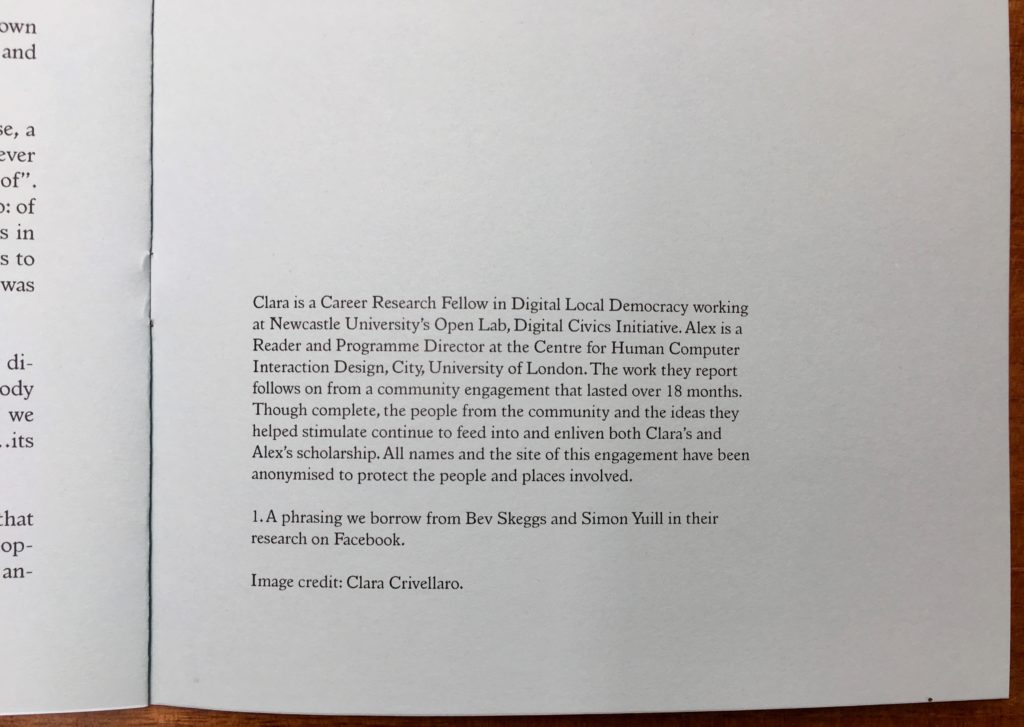 own
and
se, a
ever
of”.
o: of
s in
s to
was
di-
ody
we
..its
that
op-
an-
Clara is a Career Research Fellow in Digital Local Democracy working
at Newcastle University’s Open Lab, Digital Civics Initiative. Alex is a
Reader and Programme Director at the Centre for Human Computer
Interaction Design, City, University of London. The work they report
follows on from a community engagement that lasted over 18 months.
Though complete, the people from the community and the ideas they
helped stimulate continue to feed into and enliven both Clara’s and
Alex’s scholarship. All names and the site of this engagement have been
anonymised to protect the people and places involved.
1. A phrasing we borrow from Bev Skeggs and Simon Yuill in their
research on Facebook.
Image credit: Clara Crivellaro.